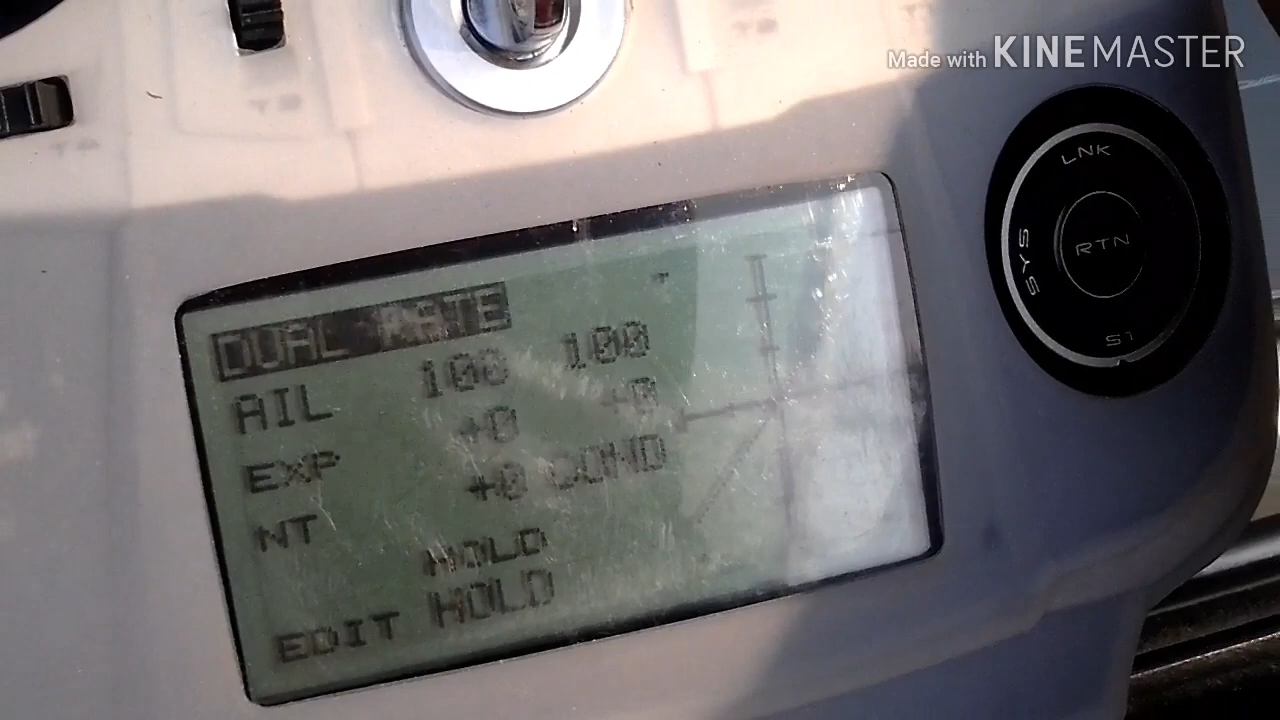 Made with KINEMASTER
LNK
SYS
RTN
S1
DUAL RATE
AIL 100 100
EXP +0 +0
NT +0 COND
HOLD
EDIT HOLD